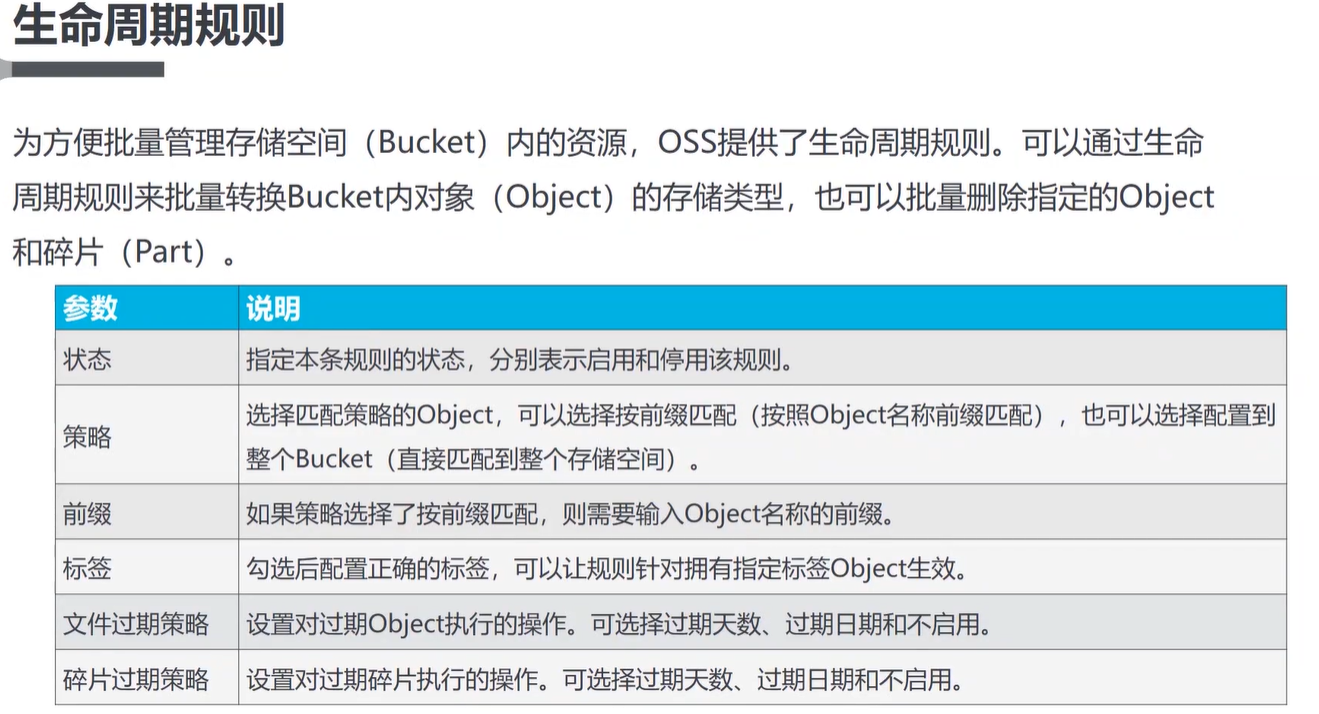 生命周期规则
为方便批量管理存储空间（Bucket）内的资源，OSS提供了生命周期规则。可以通过生命
周期规则来批量转换Bucket内对象（Object）的存储类型，也可以批量删除指定的Object
和碎片（Part）。
参数 说明
状态 指定本条规则的状态，分别表示启用和停用该规则。
策略 选择匹配策略的Object，可以选择按前缀匹配（按照Object名称前缀匹配），也可以选择配置到
整个Bucket（直接匹配到整个存储空间）。
前缀 如果策略选择了按前缀匹配，则需要输入Object名称的前缀。
标签 勾选后配置正确的标签，可以让规则针对拥有指定标签Object生效。
文件过期策略 设置对过期Object执行的操作。可选择过期天数、过期日期和不启用。
碎片过期策略 设置对过期碎片执行的操作。可选择过期天数、过期日期和不启用。